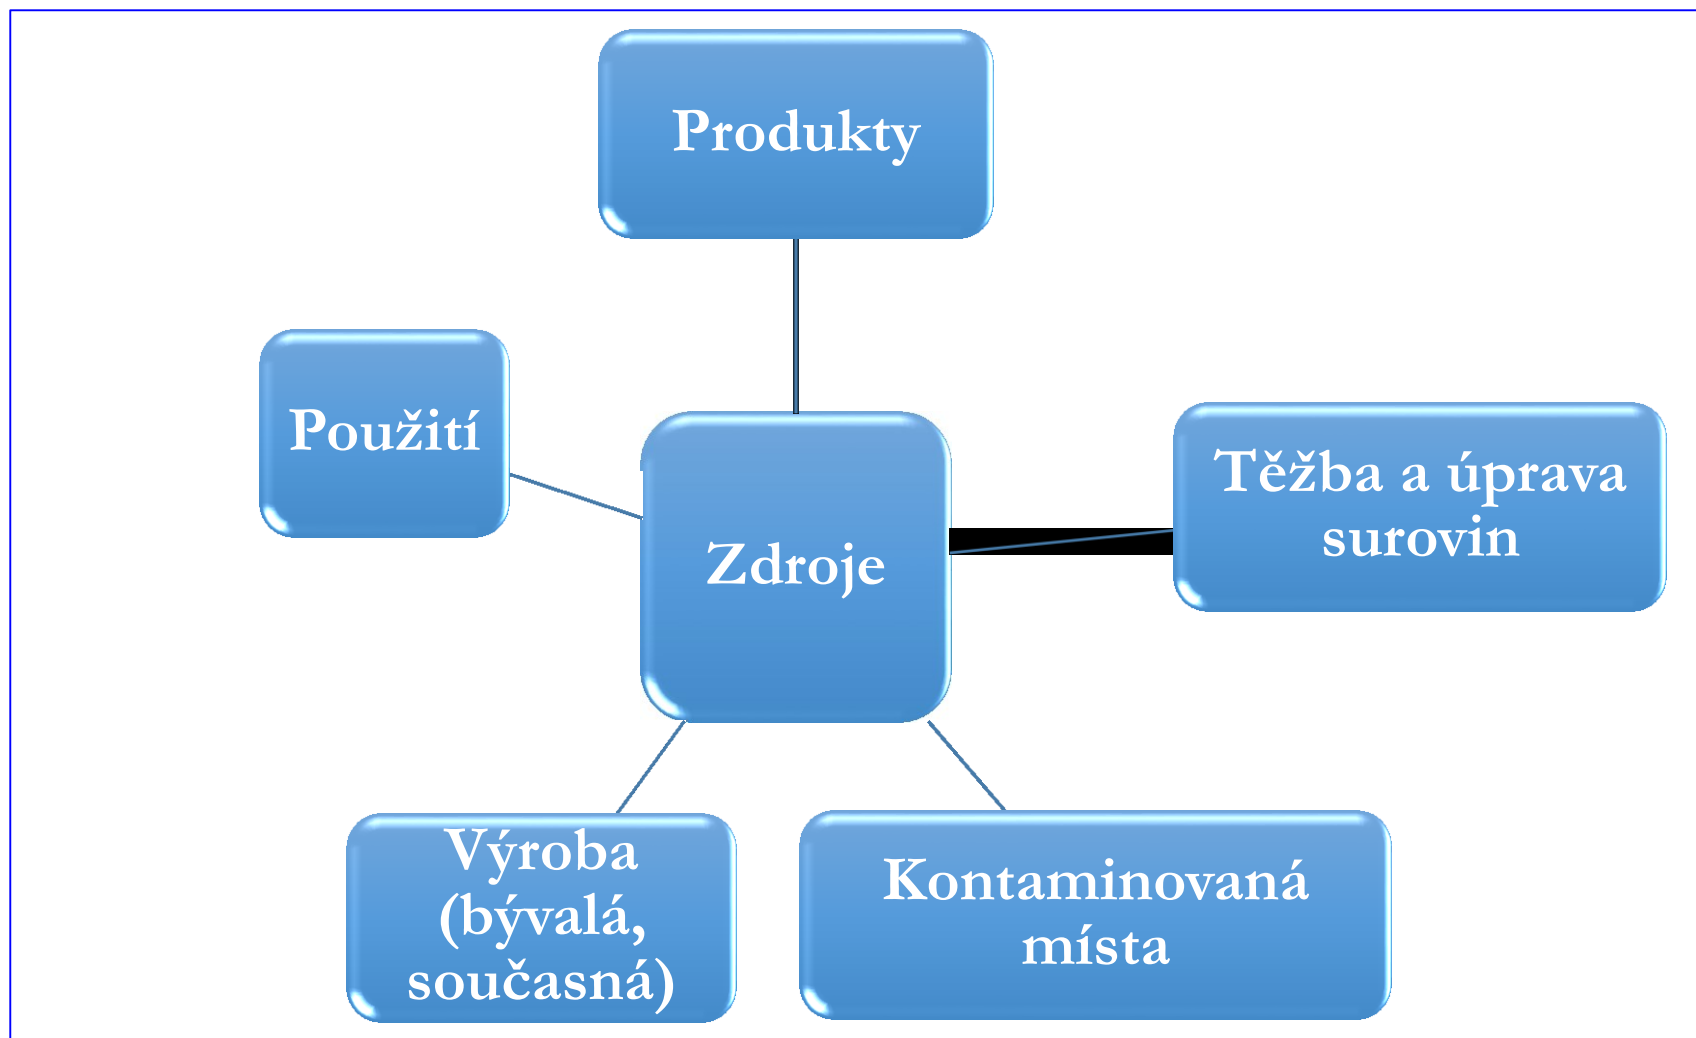 Produkty
Použití
Těžba a úprava
surovin
Zdroje
Výroba
(bývalá,
současná)
Kontaminovaná
místa